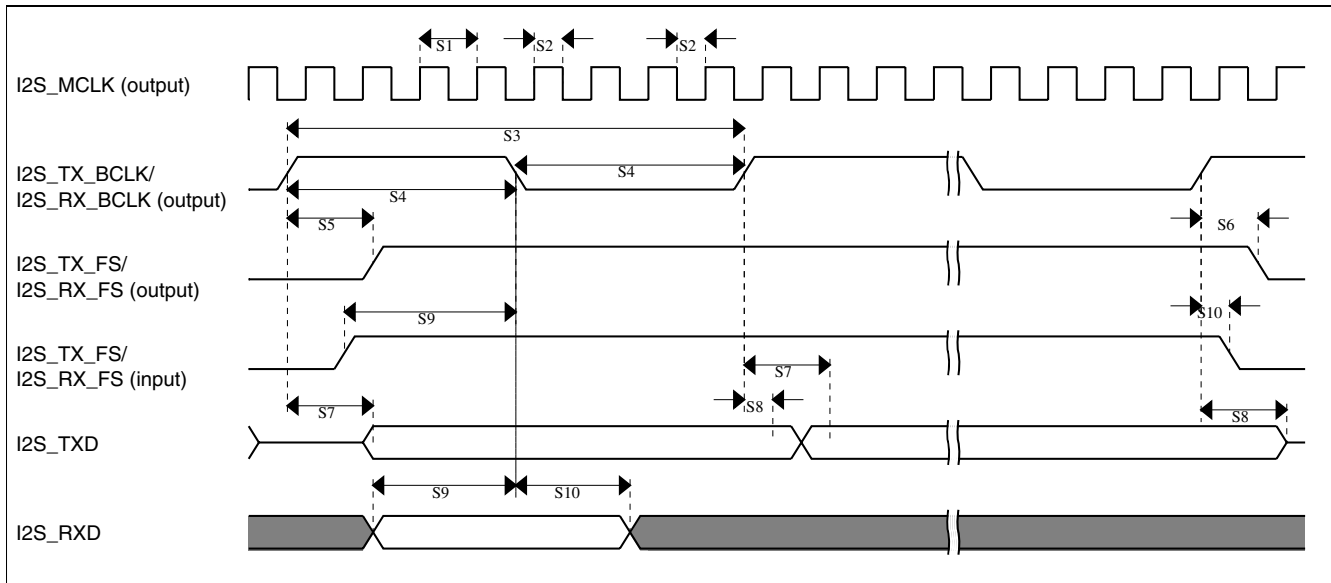 S1
S2
S2
I2S_MCLK (output)
S3
I2S_TX_BCLK/
I2S_RX_BCLK (output)
S4
S4
S5
S6
I2S_TX_FS/
I2S_RX_FS (output)
S9
S10
I2S_TX_FS/
I2S_RX_FS (input)
S7
S8
S7
S8
I2S_TXD
S9
S10
I2S_RXD